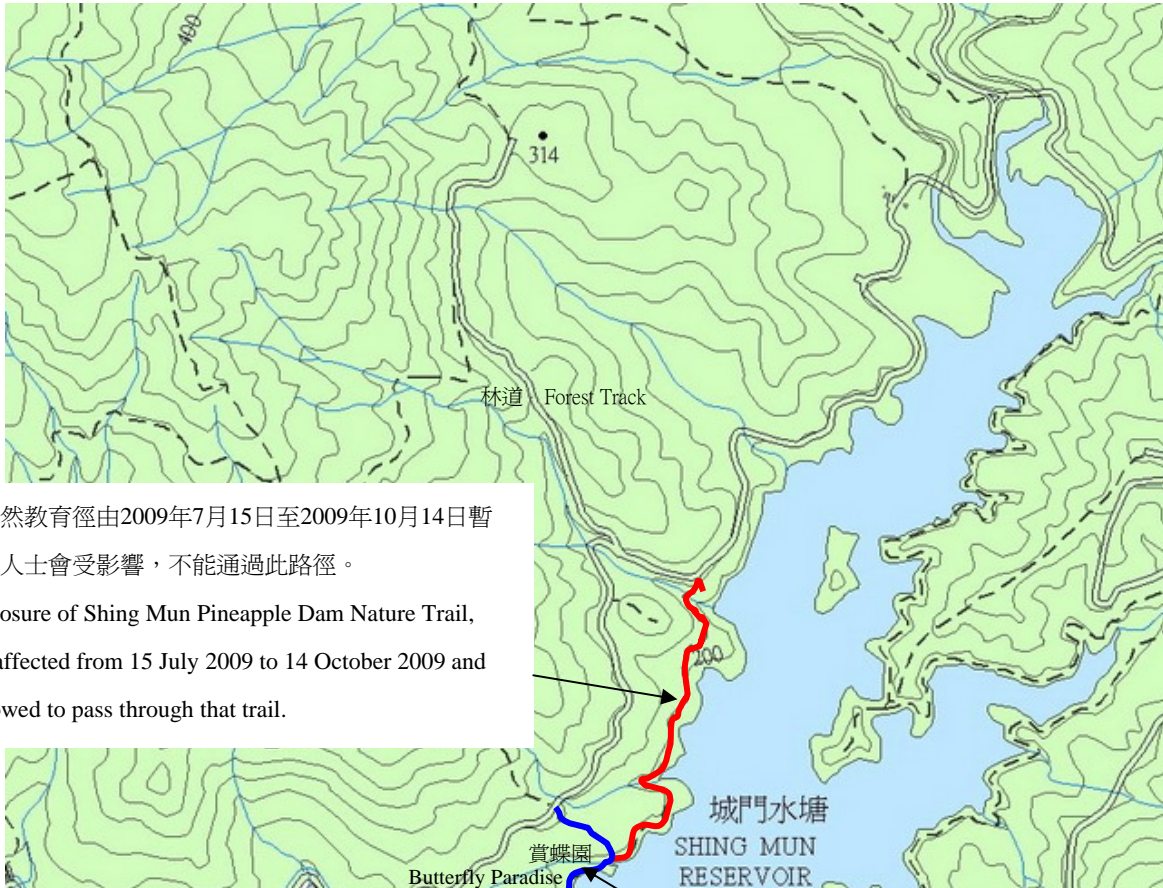 400
314
林道 Forest Track
然教育徑由2009年7月15日至2009年10月14日暫
人士會受影響，不能通過此路徑。
osure of Shing Mun Pineapple Dam Nature Trail,
affected from 15 July 2009 to 14 October 2009 and
owed to pass through that trail.
200
城門水塘
SHING MUN
RESERVOIR
賞蝶園
Butterfly Paradise